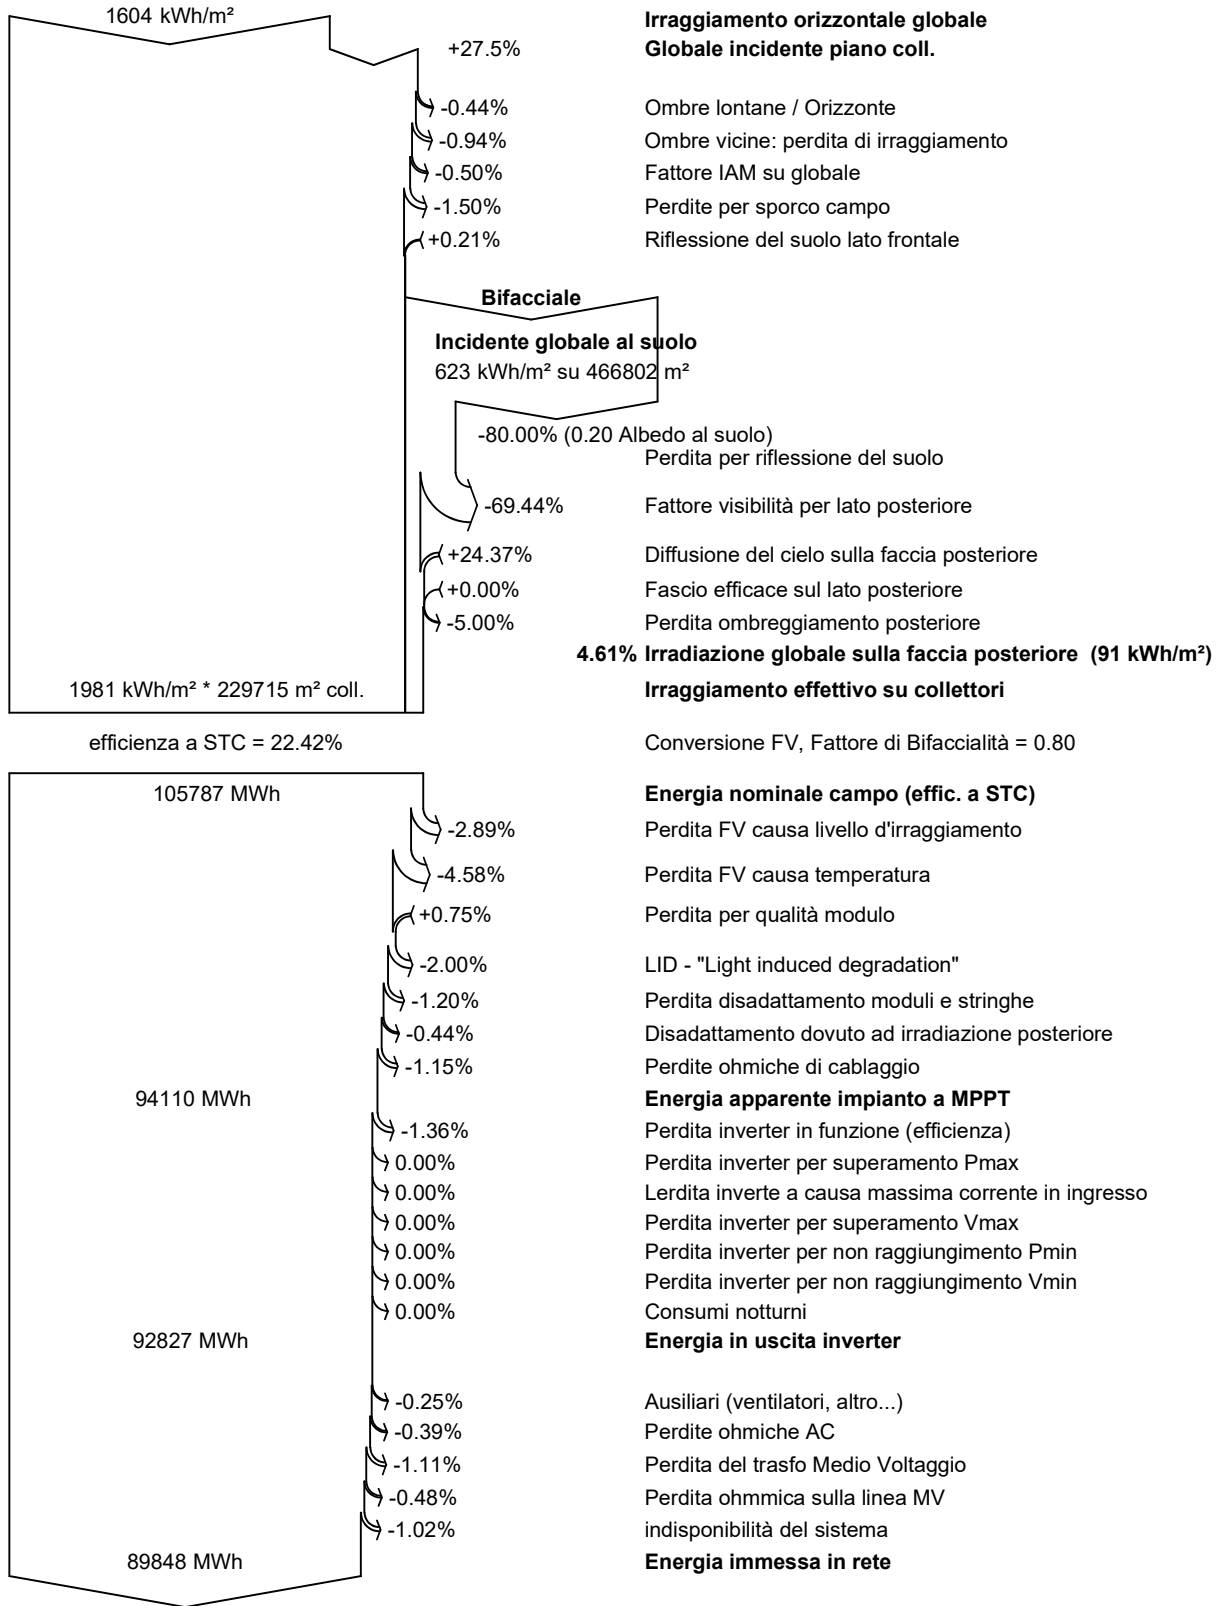 1604 kWh/m² Irraggiamento orizzontale globale
+27.5% Globale incidente piano coll.
-0.44% Ombre lontane / Orizzonte
-0.94% Ombre vicine: perdita di irraggiamento
-0.50% Fattore IAM su globale
-1.50% Perdite per sporco campo
+0.21% Riflessione del suolo lato frontale
Bifacciale
Incidente globale al suolo
623 kWh/m² su 466802 m²
-80.00% (0.20 Albedo al suolo)
Perdita per riflessione del suolo
-69.44% Fattore visibilità per lato posteriore
+24.37% Diffusione del cielo sulla faccia posteriore
+0.00% Fascio efficace sul lato posteriore
-5.00% Perdita ombreggiamento posteriore
4.61% Irradiazione globale sulla faccia posteriore (91 kWh/m²)
1981 kWh/m² * 229715 m² coll. Irraggiamento effettivo su collettori
efficienza a STC = 22.42% Conversione FV, Fattore di Bifaccialità = 0.80
105787 MWh Energia nominale campo (effic. a STC)
-2.89% Perdita FV causa livello d'irraggiamento
-4.58% Perdita FV causa temperatura
+0.75% Perdita per qualità modulo
-2.00% LID - "Light induced degradation"
-1.20% Perdita disadattamento moduli e stringhe
-0.44% Disadattamento dovuto ad irradiazione posteriore
-1.15% Perdite ohmiche di cablaggio
94110 MWh Energia apparente impianto a MPPT
-1.36% Perdita inverter in funzione (efficienza)
0.00% Perdita inverter per superamento Pmax
0.00% Lerdita inverte a causa massima corrente in ingresso
0.00% Perdita inverter per superamento Vmax
0.00% Perdita inverter per non raggiungimento Pmin
0.00% Perdita inverter per non raggiungimento Vmin
0.00% Consumi notturni
92827 MWh Energia in uscita inverter
-0.25% Ausiliari (ventilatori, altro...)
-0.39% Perdite ohmiche AC
-1.11% Perdita del trasfo Medio Voltaggio
-0.48% Perdita ohmmica sulla linea MV
-1.02% indisponibilità del sistema
89848 MWh Energia immessa in rete